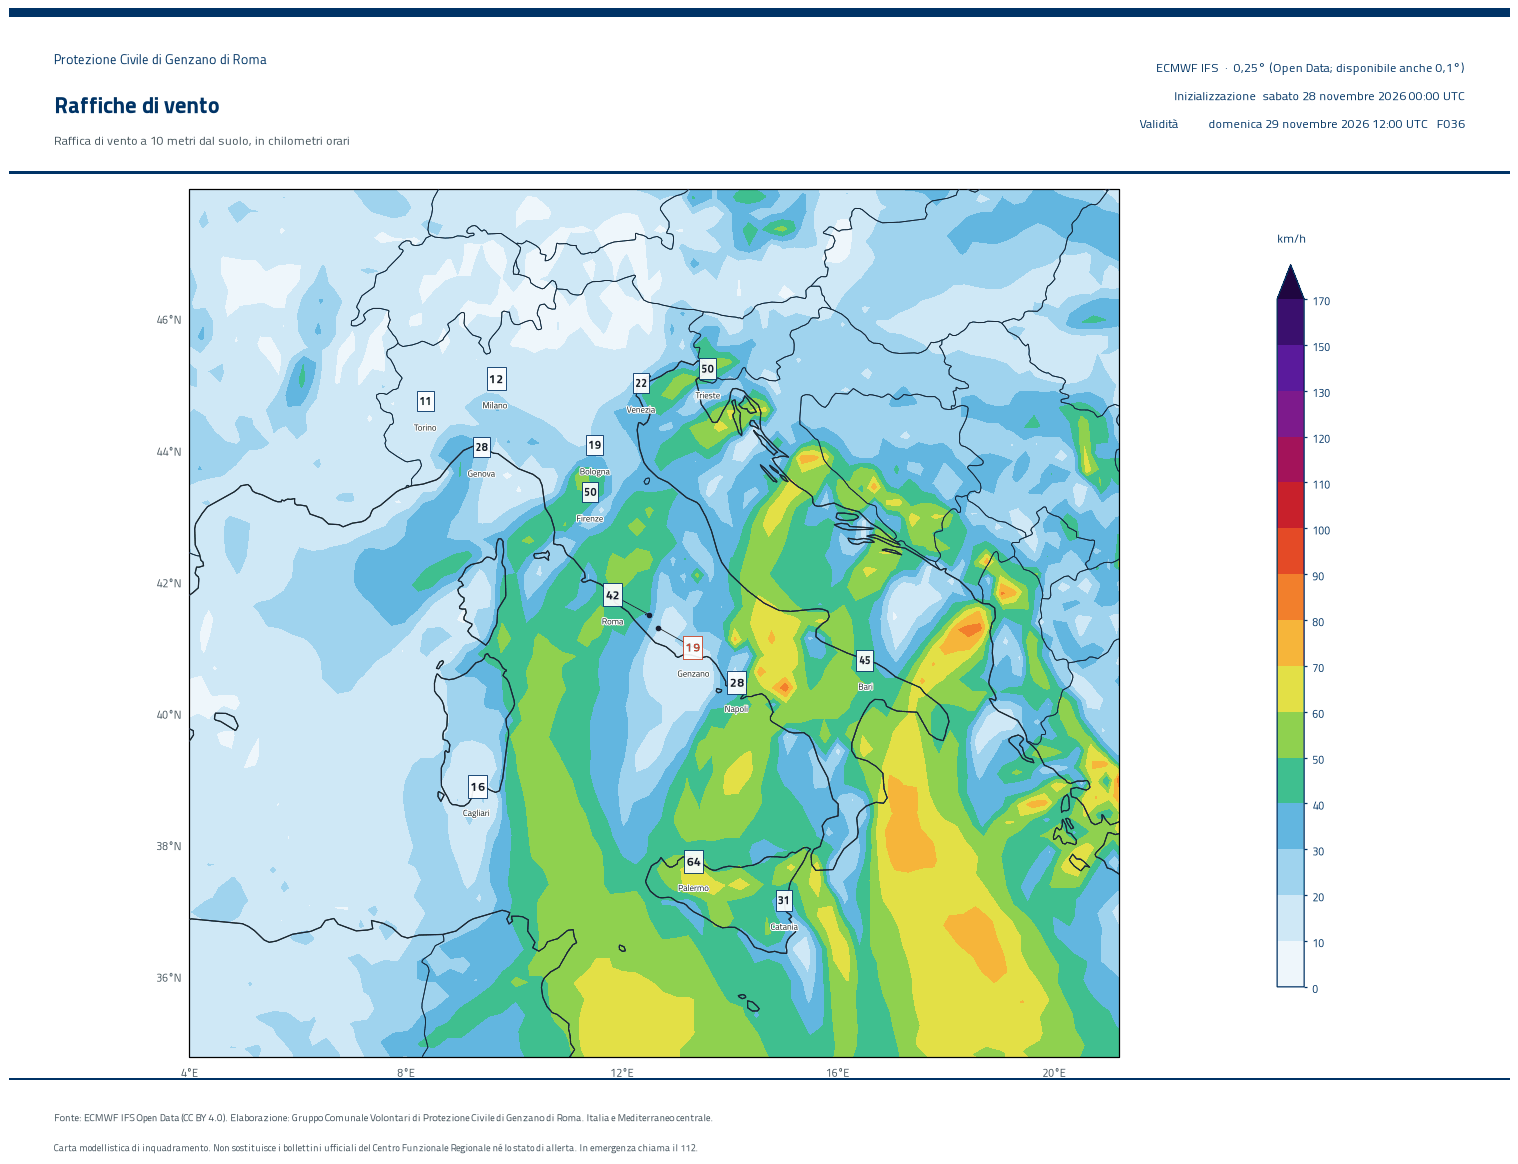 Protezione Civile di Genzano di Roma
Raffiche di vento
Raffica di vento a 10 metri dal suolo, in chilometri orari
ECMWF IFS · 0,25° (Open Data; disponibile anche 0,1°)
Inizializzazione sabato 28 novembre 2026 00:00 UTC
Validità domenica 29 novembre 2026 12:00 UTC F036
km/h
170
150
130
120
110
100
90
80
70
60
50
40
30
20
10
0
46°N
44°N
42°N
40°N
38°N
36°N
4°E
8°E
12°E
16°E
20°E
50
Trieste
22
Venezia
12
Milano
11
Torino
28
Genova
19
Bologna
50
Firenze
42
Roma
19
Genzano
28
Napoli
45
Bari
16
Cagliari
64
Palermo
31
Catania
Fonte: ECMWF IFS Open Data (CC BY 4.0). Elaborazione: Gruppo Comunale Volontari di Protezione Civile di Genzano di Roma. Italia e Mediterraneo centrale.
Carta modellistica di inquadramento. Non sostituisce i bollettini ufficiali del Centro Funzionale Regionale né lo stato di allerta. In emergenza chiama il 112.